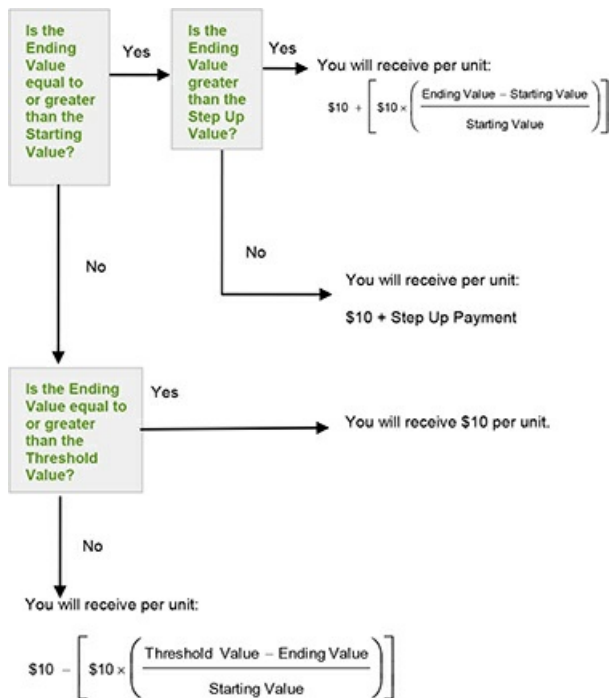 Is the
Ending
Value
equal to
or greater
than the
Starting
Value?
Yes
Is the
Ending
Value
greater
than the
Step Up
Value?
Yes
You will receive per unit:
$10 + [ $10 × ( Ending Value – Starting Value
Starting Value ) ]
No
No
You will receive per unit:
$10 + Step Up Payment
Is the Ending
Value equal to
or greater
than the
Threshold
Value?
Yes
You will receive $10 per unit.
No
You will receive per unit:
$10 – [ $10 × ( Threshold Value – Ending Value
Starting Value ) ]